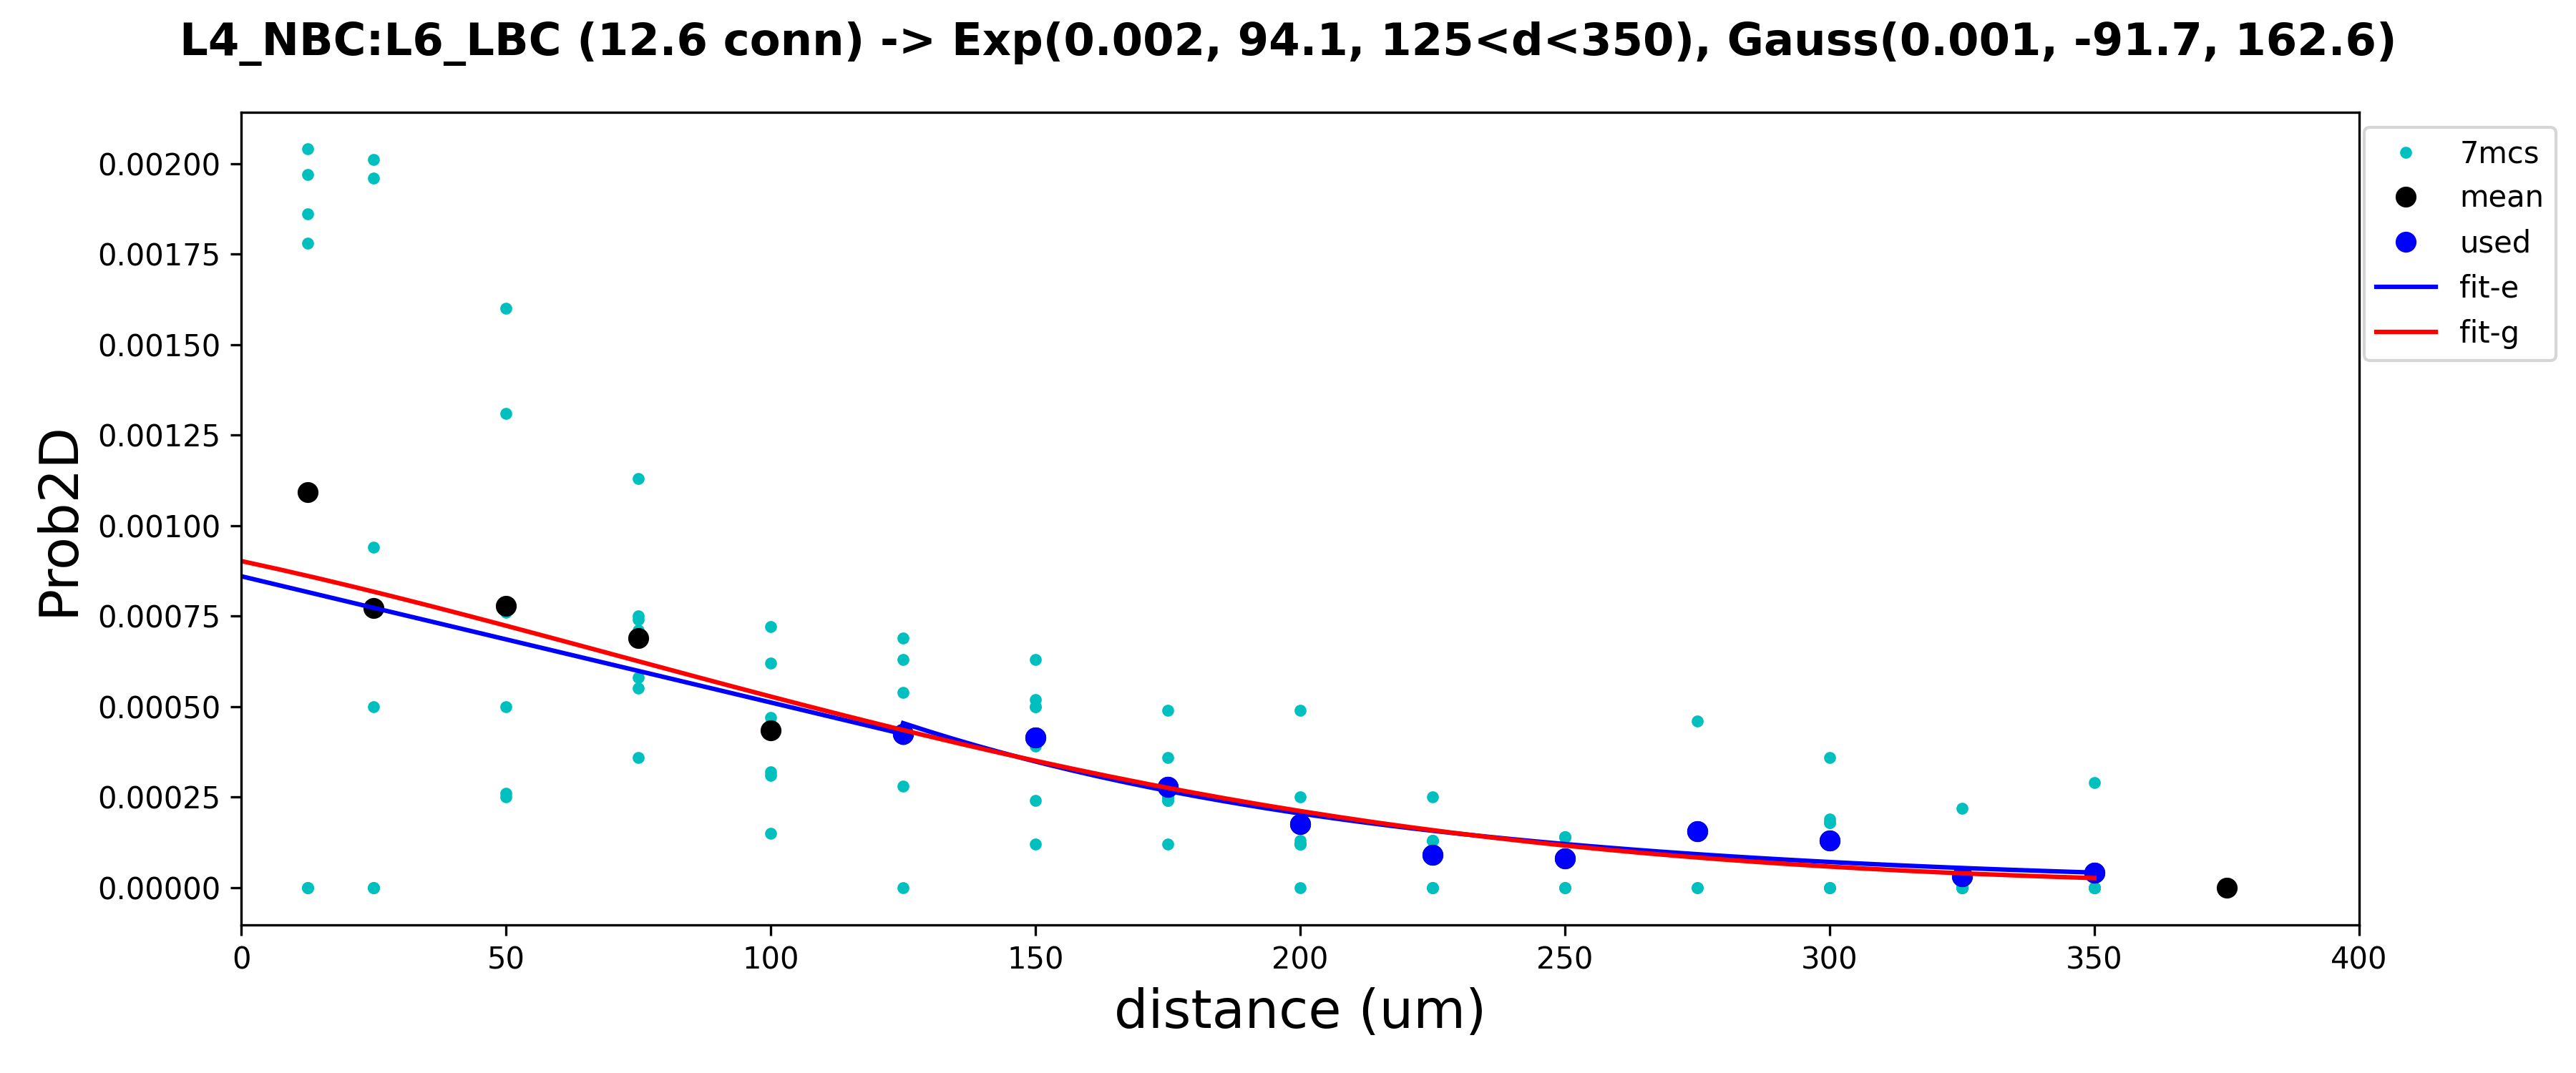 L4_NBC:L6_LBC (12.6 conn) -> Exp(0.002, 94.1, 125<d<350), Gauss(0.001, -91.7, 162.6)
0.00200
0.00175
0.00150
0.00125
0.00100
0.00075
0.00050
0.00025
0.00000
Prob2D
0 50 100 150 200 250 300 350 400
distance (um)
7mcs
mean
used
fit-e
fit-g